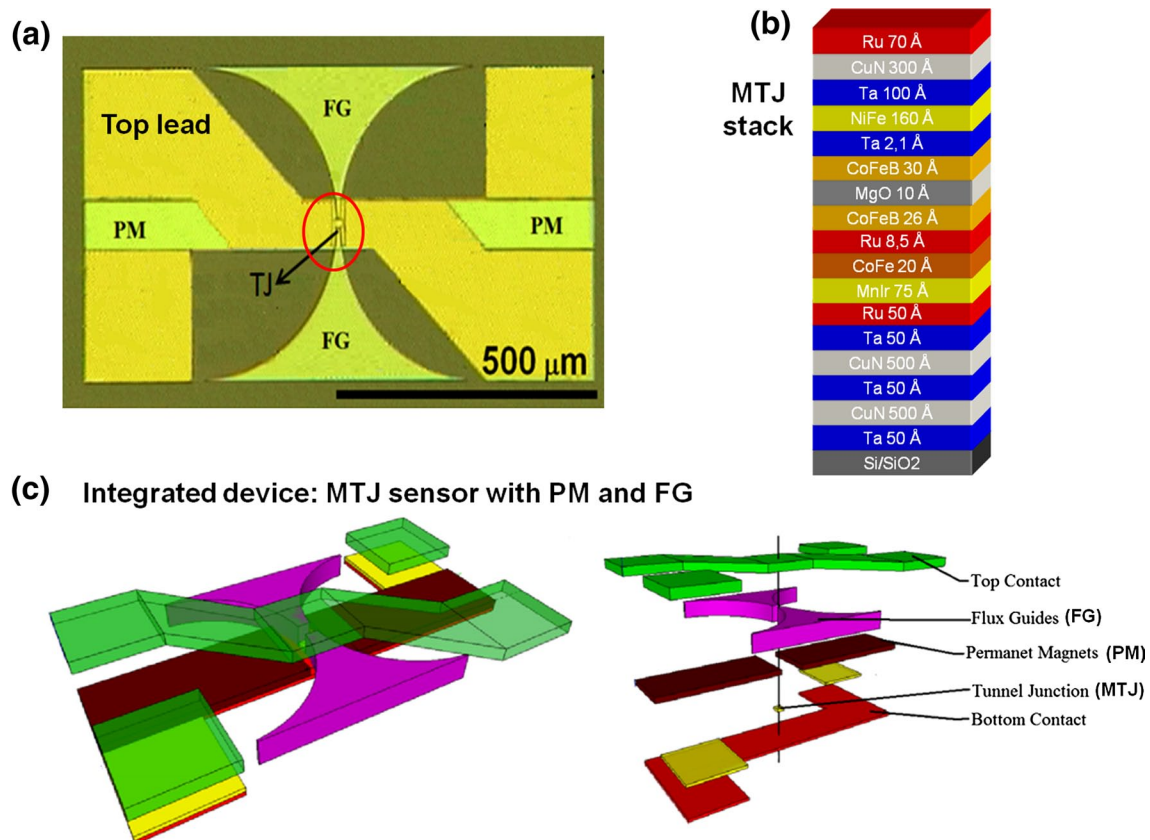 (a)
FG
Top lead
PM
PM
TJ
FG
500 μm
(b)
MTJ
stack
Ru 70 Å
CuN 300 Å
Ta 100 Å
NiFe 160 Å
Ta 2,1 Å
CoFeB 30 Å
MgO 10 Å
CoFeB 26 Å
Ru 8,5 Å
CoFe 20 Å
MnIr 75 Å
Ru 50 Å
Ta 50 Å
CuN 500 Å
Ta 50 Å
CuN 500 Å
Ta 50 Å
Si/SiO2
(c) Integrated device: MTJ sensor with PM and FG
Top Contact
Flux Guides (FG)
Permanet Magnets (PM)
Tunnel Junction (MTJ)
Bottom Contact